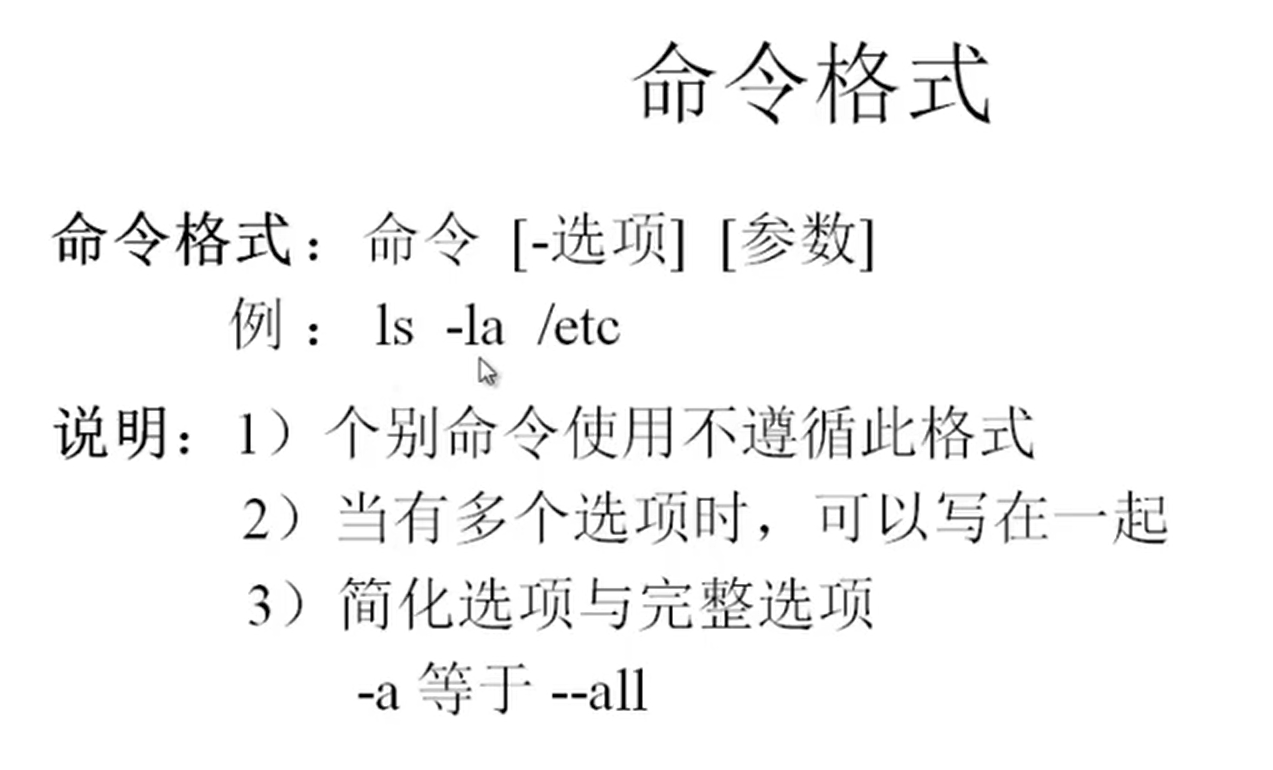 命令格式
命令格式：命令 [-选项] [参数]
例： ls -la /etc
说明：1）个别命令使用不遵循此格式
2）当有多个选项时，可以写在一起
3）简化选项与完整选项
-a 等于 --all